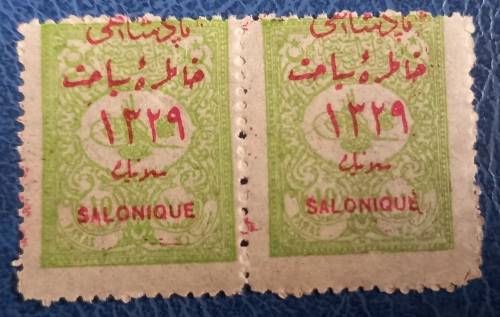 پادشاهی پادشاهی
خاطرهٔ سیاحت خاطرهٔ سیاحت
١٣٢٩ ١٣٢٩
سلانیك سلانیك
SALONIQUE SALONIQUE